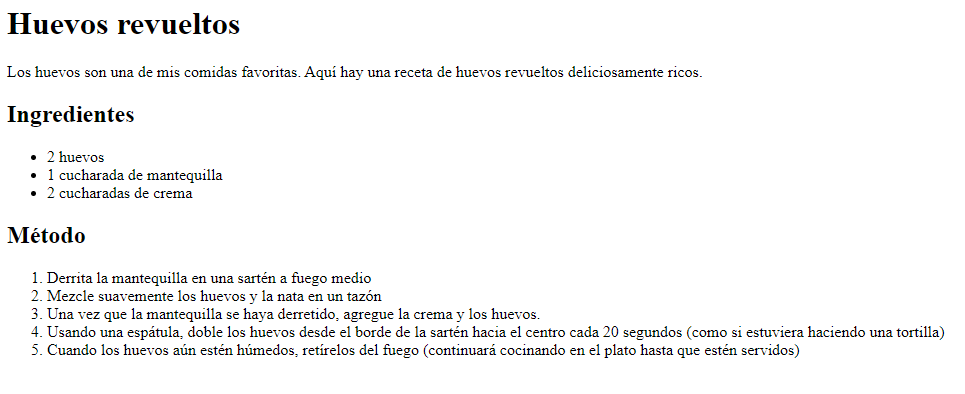 Huevos revueltos
Los huevos son una de mis comidas favoritas. Aquí hay una receta de huevos revueltos deliciosamente ricos.
Ingredientes
• 2 huevos
• 1 cucharada de mantequilla
• 2 cucharadas de crema
Método
1. Derrita la mantequilla en una sartén a fuego medio
2. Mezcle suavemente los huevos y la nata en un tazón
3. Una vez que la mantequilla se haya derretido, agregue la crema y los huevos.
4. Usando una espátula, doble los huevos desde el borde de la sartén hacia el centro cada 20 segundos (como si estuviera haciendo una tortilla)
5. Cuando los huevos aún estén húmedos, retírelos del fuego (continuará cocinando en el plato hasta que estén servidos)